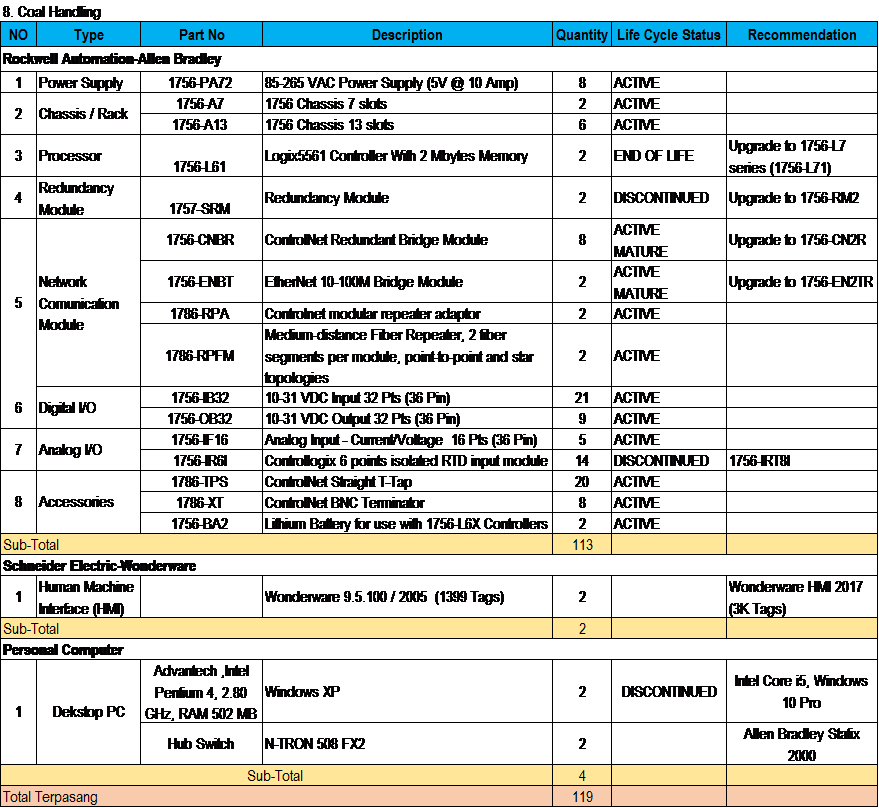 8. Coal Handling
NO Type Part No Description Quantity Life Cycle Status Recommendation
Rockwell Automation-Allen Bradley
1 Power Supply 1756-PA72 85-265 VAC Power Supply (5V @ 10 Amp) 8 ACTIVE
2 Chassis / Rack 1756-A7 1756 Chassis 7 slots 2 ACTIVE
1756-A13 1756 Chassis 13 slots 6 ACTIVE
3 Processor 1756-L61 Logix5561 Controller With 2 Mbytes Memory 2 END OF LIFE Upgrade to 1756-L7
series (1756-L71)
4 Redundancy
Module 1757-SRM Redundancy Module 2 DISCONTINUED Upgrade to 1756-RM2
5 Network
Comunication
Module 1756-CNBR ControlNet Redundant Bridge Module 8 ACTIVE
MATURE Upgrade to 1756-CN2R
1756-ENBT EtherNet 10-100M Bridge Module 2 ACTIVE
MATURE Upgrade to 1756-EN2TR
1786-RPA Controlnet modular repeater adaptor 2 ACTIVE
1786-RPFM Medium-distance Fiber Repeater, 2 fiber
segments per module, point-to-point and star
topologies 2 ACTIVE
6 Digital I/O 1756-IB32 10-31 VDC Input 32 Pts (36 Pin) 21 ACTIVE
1756-OB32 10-31 VDC Output 32 Pts (36 Pin) 9 ACTIVE
7 Analog I/O 1756-IF16 Analog Input - Current/Voltage 16 Pts (36 Pin) 5 ACTIVE
1756-IR6I Controllogix 6 points isolated RTD input module 14 DISCONTINUED 1756-IRT8I
8 Accessories 1786-TPS ControlNet Straight T-Tap 20 ACTIVE
1786-XT ControlNet BNC Terminator 8 ACTIVE
1756-BA2 Lithium Battery for use with 1756-L6X Controllers 2 ACTIVE
Sub-Total 113
Schneider Electric-Wonderware
1 Human Machine
Interface (HMI) Wonderware 9.5.100 / 2005 (1399 Tags) 2 Wonderware HMI 2017
(3K Tags)
Sub-Total 2
Personal Computer
1 Dekstop PC Advantech ,Intel
Pentium 4, 2.80
GHz, RAM 502 MB Windows XP 2 DISCONTINUED Intel Core i5, Windows
10 Pro
Hub Switch N-TRON 508 FX2 2 Allen Bradley Statix
2000
Sub-Total 4
Total Terpasang 119